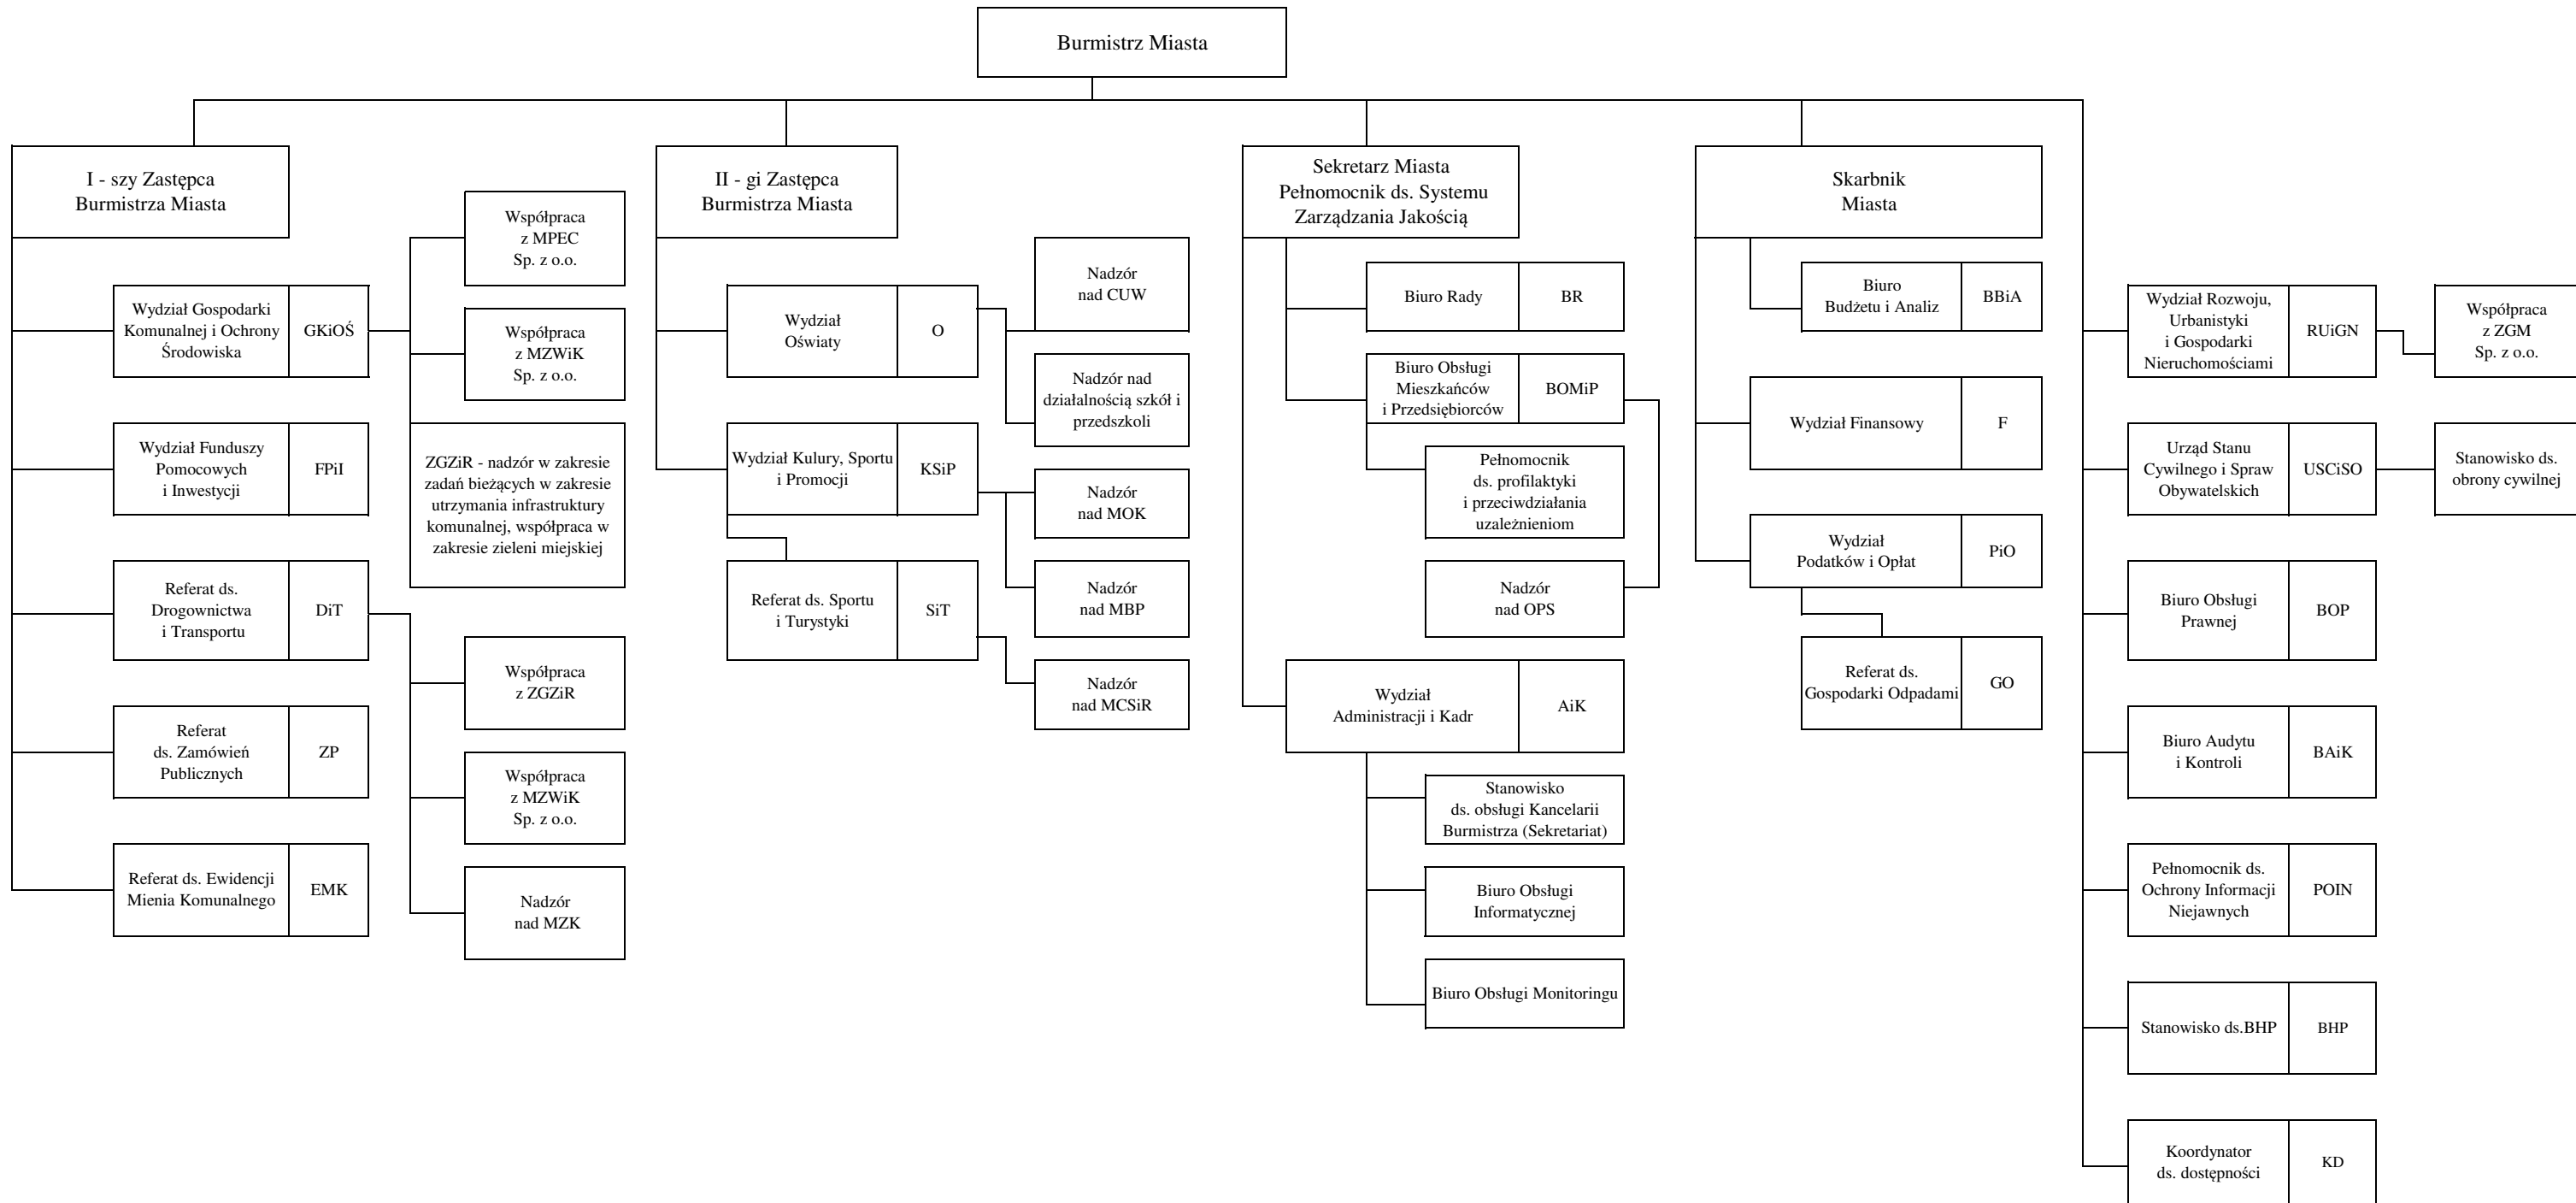 Burmistrz Miasta
I - szy Zastępca
Burmistrza Miasta
Wydział Gospodarki
Komunalnej i Ochrony
Środowiska
GKiOŚ
Współpraca
z MPEC
Sp. z o.o.
Współpraca
z MZWiK
Sp. z o.o.
ZGZiR - nadzór w zakresie
zadań bieżących w zakresie
utrzymania infrastruktury
komunalnej, współpraca w
zakresie zieleni miejskiej
Wydział Funduszy
Pomocowych
i Inwestycji
FPiI
Referat ds.
Drogownictwa
i Transportu
DiT
Współpraca
z ZGZiR
Współpraca
z MZWiK
Sp. z o.o.
Nadzór
nad MZK
Referat
ds. Zamówień
Publicznych
ZP
Referat ds. Ewidencji
Mienia Komunalnego
EMK
II - gi Zastępca
Burmistrza Miasta
Wydział
Oświaty
O
Nadzór
nad CUW
Nadzór nad
działalnością szkół i
przedszkoli
Wydział Kulury, Sportu
i Promocji
KSiP
Nadzór
nad MOK
Nadzór
nad MBP
Referat ds. Sportu
i Turystyki
SiT
Nadzór
nad MCSiR
Sekretarz Miasta
Pełnomocnik ds. Systemu
Zarządzania Jakością
Biuro Rady
BR
Biuro Obsługi
Mieszkańców
i Przedsiębiorców
BOMiP
Pełnomocnik
ds. profilaktyki
i przeciwdziałania
uzależnieniom
Nadzór
nad OPS
Wydział
Administracji i Kadr
AiK
Stanowisko
ds. obsługi Kancelarii
Burmistrza (Sekretariat)
Biuro Obsługi
Informatycznej
Biuro Obsługi Monitoringu
Skarbnik
Miasta
Biuro
Budżetu i Analiz
BBiA
Wydział Finansowy
F
Wydział
Podatków i Opłat
PiO
Referat ds.
Gospodarki Odpadami
GO
Wydział Rozwoju,
Urbanistyki
i Gospodarki
Nieruchomościami
RUiGN
Współpraca
z ZGM
Sp. z o.o.
Urząd Stanu
Cywilnego i Spraw
Obywatelskich
USCiSO
Stanowisko ds.
obrony cywilnej
Biuro Obsługi
Prawnej
BOP
Biuro Audytu
i Kontroli
BAiK
Pełnomocnik ds.
Ochrony Informacji
Niejawnych
POIN
Stanowisko ds.BHP
BHP
Koordynator
ds. dostępności
KD